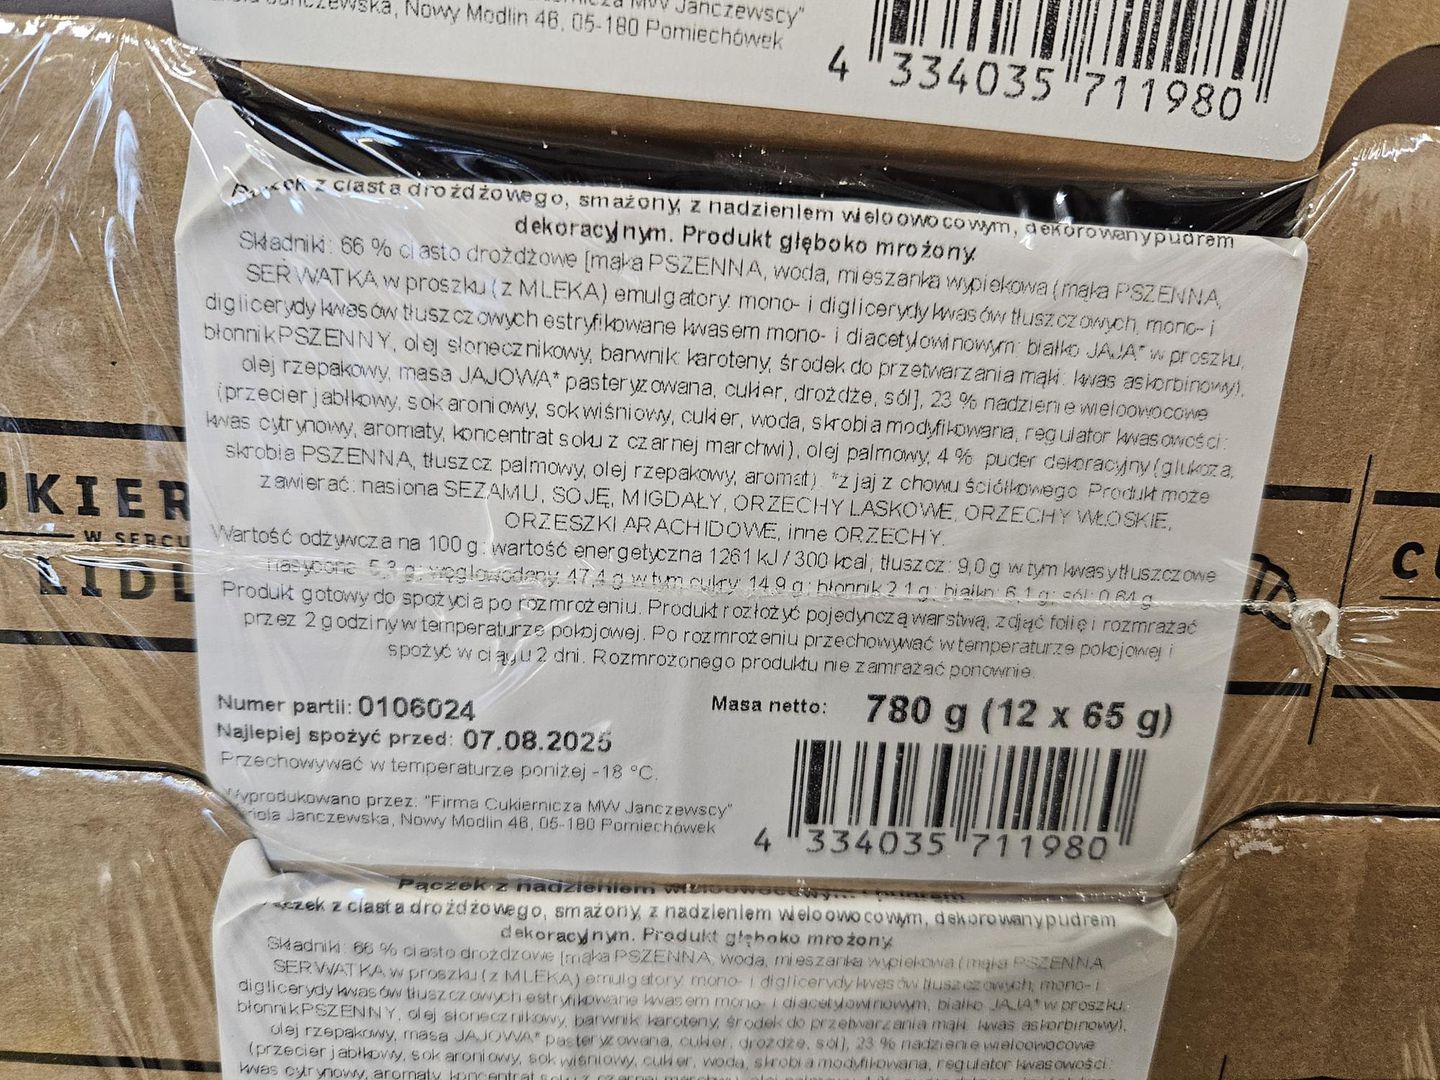 Janczewska, Nowy Modlin 46, 05-180 Pomiechówek
MW Janczewscy"
4 334035 711980
z ciasta drożdżowego, smażony, z nadzieniem wieloowocowym, dekorowany pudrem
dekoracyjnym. Produkt głęboko mrożony.
Składniki: 66 % ciasto drożdżowe [mąka PSZENNA, woda, mieszanka wypiekowa (mąka PSZENNA,
SERWATKA w proszku (z MLEKA) emulgatory: mono- i diglicerydy kwasów tłuszczowych, mono- i
diglicerydy kwasów tłuszczowych estryfikowane kwasem mono- i diacetylowinowym; białko JAJA* w proszku,
błonnik PSZENNY, olej słonecznikowy, barwnik: karoteny, środek do przetwarzania mąki: kwas askorbinowy),
olej rzepakowy, masa JAJOWA* pasteryzowana, cukier, drożdże, sól], 23 % nadzienie wieloowocowe
(przecier jabłkowy, sok aroniowy, sok wiśniowy, cukier, woda, skrobia modyfikowana, regulator kwasowości:
kwas cytrynowy, aromaty, koncentrat soku z czarnej marchwi), olej palmowy, 4 % puder dekoracyjny (glukoza,
skrobia PSZENNA, tłuszcz palmowy, olej rzepakowy, aromat). *z jaj z chowu ściółkowego. Produkt może
zawierać: nasiona SEZAMU, SOJĘ, MIGDAŁY, ORZECHY LASKOWE, ORZECHY WŁOSKIE,
ORZESZKI ARACHIDOWE, inne ORZECHY.
Wartość odżywcza na 100 g: wartość energetyczna 1261 kJ / 300 kcal; tłuszcz: 9,0 g w tym kwasy tłuszczowe
nasycone: 5,3 g; węglowodany: 47,4 g w tym cukry: 14,9 g; błonnik 2,1 g; białko: 6,1 g; sól: 0,64 g
Produkt gotowy do spożycia po rozmrożeniu. Produkt rozłożyć pojedynczą warstwą, zdjąć folię i rozmrażać
przez 2 godziny w temperaturze pokojowej. Po rozmrożeniu przechowywać w temperaturze pokojowej i
spożyć w ciągu 2 dni. Rozmrożonego produktu nie zamrażać ponownie.
Numer partii: 0106024
Masa netto: 780 g (12 x 65 g)
Najlepiej spożyć przed: 07.08.2025
Przechowywać w temperaturze poniżej -18 °C.
Wyprodukowano przez: "Firma Cukiernicza MW Janczewscy"
Janczewska, Nowy Modlin 46, 05-180 Pomiechówek
4 334035 711980
UKIER
W SERCU
LIDL
CU
Pączek z nadzieniem wieloowocowym i pudrem
z ciasta drożdżowego, smażony, z nadzieniem wieloowocowym, dekorowany pudrem
dekoracyjnym. Produkt głęboko mrożony.
Składniki: 66 % ciasto drożdżowe [mąka PSZENNA, woda, mieszanka wypiekowa (mąka PSZENNA,
SERWATKA w proszku (z MLEKA) emulgatory: mono- i diglicerydy kwasów tłuszczowych, mono- i
diglicerydy kwasów tłuszczowych estryfikowane kwasem mono- i diacetylowinowym; białko JAJA* w proszku,
błonnik PSZENNY, olej słonecznikowy, barwnik: karoteny, środek do przetwarzania mąki: kwas askorbinowy),
olej rzepakowy, masa JAJOWA* pasteryzowana, cukier, drożdże, sól], 23 % nadzienie wieloowocowe
(przecier jabłkowy, sok aroniowy, sok wiśniowy, cukier, woda, skrobia modyfikowana, regulator kwasowości:
kwas cytrynowy, aromaty, koncentrat soku z czarnej